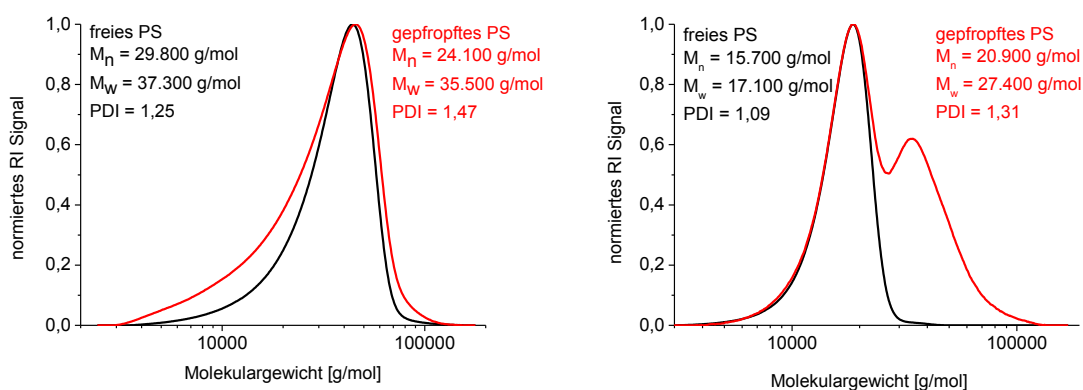 freies PS
Mn = 29.800 g/mol
Mw = 37.300 g/mol
PDI = 1,25
gepfropftes PS
Mn = 24.100 g/mol
Mw = 35.500 g/mol
PDI = 1,47
1,0
0,8
0,6
0,4
0,2
0,0
normiertes RI Signal
10000
100000
Molekulargewicht [g/mol]
freies PS
Mn = 15.700 g/mol
Mw = 17.100 g/mol
PDI = 1,09
gepfropftes PS
Mn = 20.900 g/mol
Mw = 27.400 g/mol
PDI = 1,31
1,0
0,8
0,6
0,4
0,2
0,0
normiertes RI Signal
10000
100000
Molekulargewicht [g/mol]